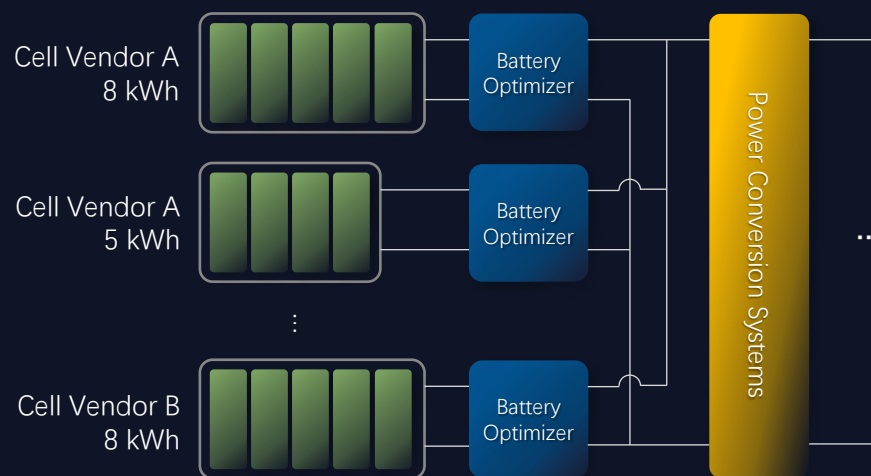 Cell Vendor A
8 kWh
Battery
Optimizer
Cell Vendor A
5 kWh
Battery
Optimizer
⋮
Cell Vendor B
8 kWh
Battery
Optimizer
Power Conversion Systems
...